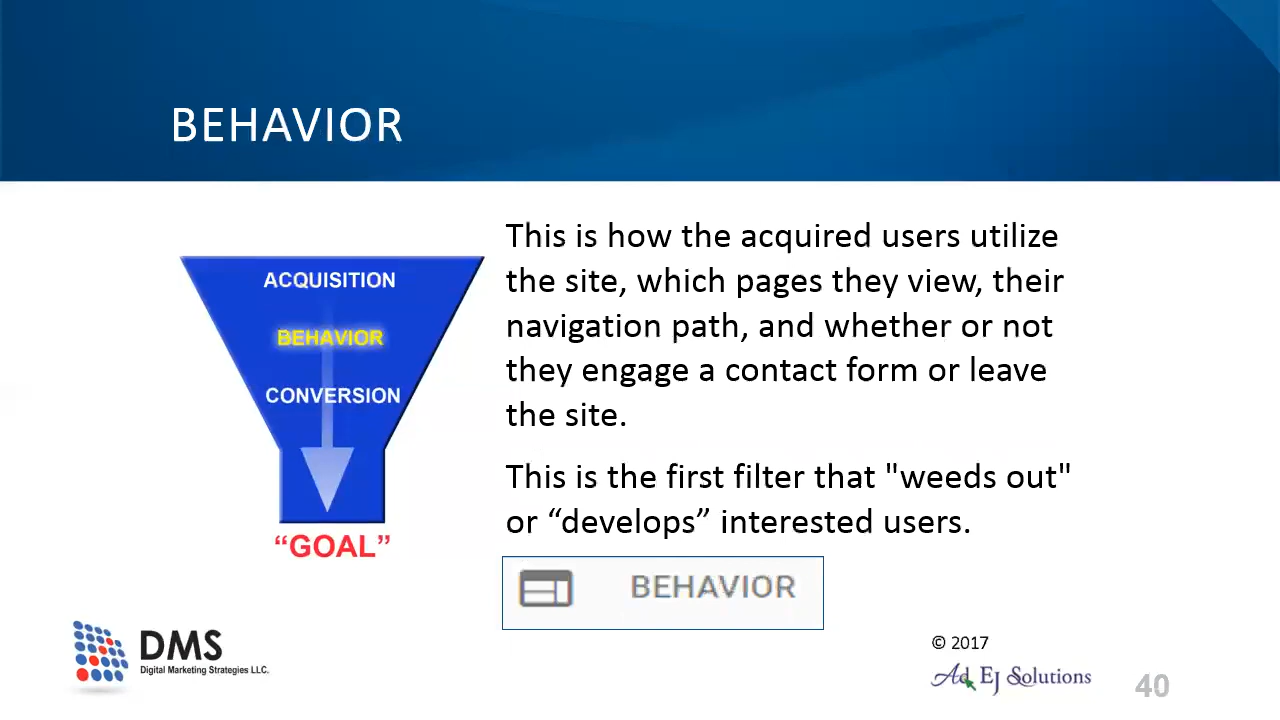 BEHAVIOR
ACQUISITION
BEHAVIOR
CONVERSION
“GOAL”
This is how the acquired users utilize
the site, which pages they view, their
navigation path, and whether or not
they engage a contact form or leave
the site.
This is the first filter that "weeds out"
or “develops” interested users.
BEHAVIOR
DMS
Digital Marketing Strategies LLC.
© 2017
Ad EJ Solutions
40